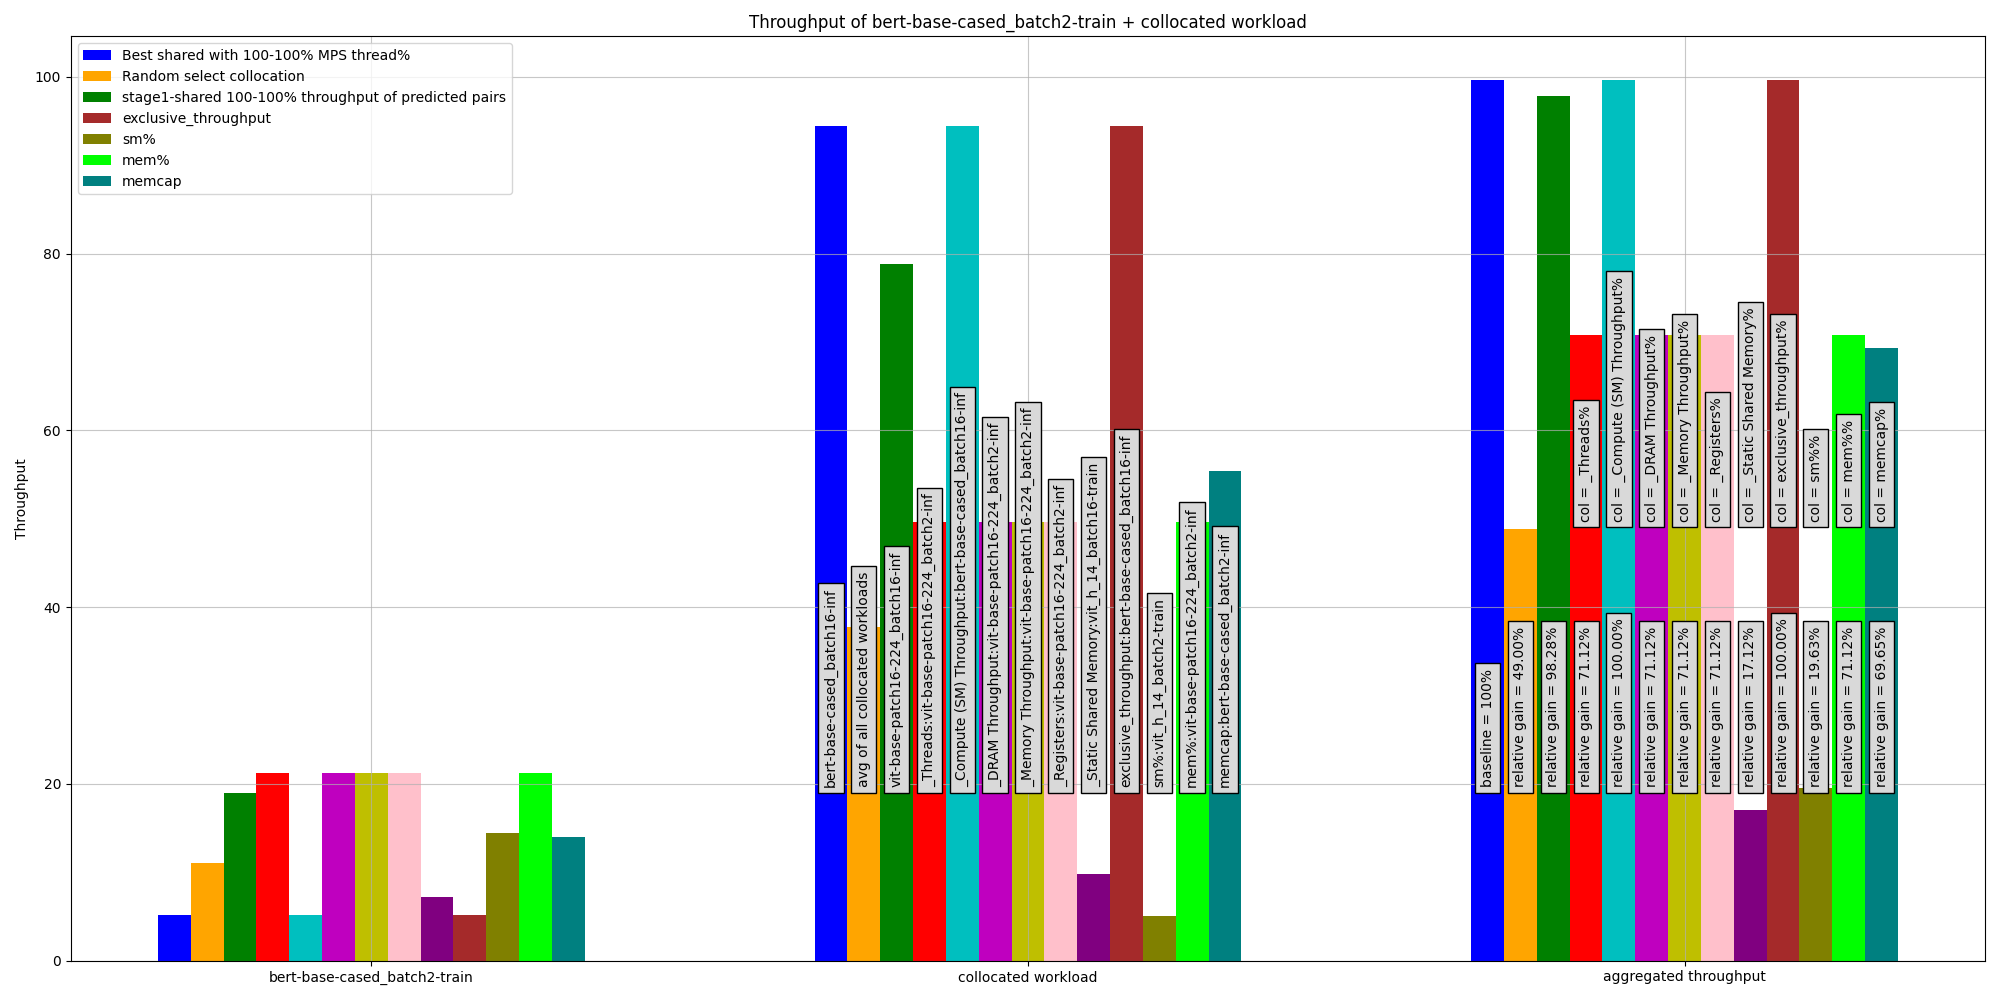 Throughput of bert-base-cased_batch2-train + collocated workload
Best shared with 100-100% MPS thread%
Random select collocation
stage1-shared 100-100% throughput of predicted pairs
exclusive_throughput
sm%
mem%
memcap
Throughput
100
80
60
40
20
0
bert-base-cased_batch16-inf
avg of all collocated workloads
vit-base-patch16-224_batch16-inf
_Threads:vit-base-patch16-224_batch2-inf
_Compute (SM) Throughput:bert-base-cased_batch16-inf
_DRAM Throughput:vit-base-patch16-224_batch2-inf
_Memory Throughput:vit-base-patch16-224_batch2-inf
_Registers:vit-base-patch16-224_batch2-inf
_Static Shared Memory:vit_h_14_batch16-train
exclusive_throughput:bert-base-cased_batch16-inf
sm%:vit_h_14_batch2-train
mem%:vit-base-patch16-224_batch2-inf
memcap:bert-base-cased_batch2-inf
col = _Threads%
col = _Compute (SM) Throughput%
col = _DRAM Throughput%
col = _Memory Throughput%
col = _Registers%
col = _Static Shared Memory%
col = exclusive_throughput%
col = sm%%
col = mem%%
col = memcap%
baseline = 100%
relative gain = 49.00%
relative gain = 98.28%
relative gain = 71.12%
relative gain = 100.00%
relative gain = 71.12%
relative gain = 71.12%
relative gain = 71.12%
relative gain = 17.12%
relative gain = 100.00%
relative gain = 19.63%
relative gain = 71.12%
relative gain = 69.65%
bert-base-cased_batch2-train
collocated workload
aggregated throughput